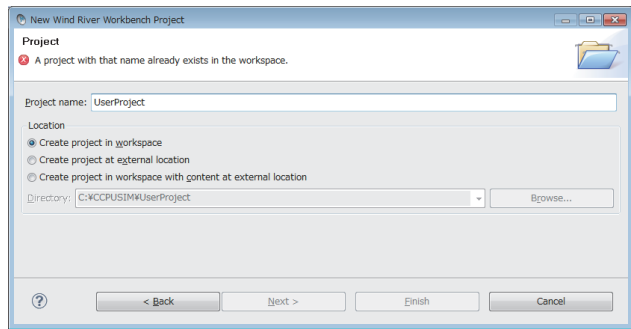 New Wind River Workbench Project
Project
A project with that name already exists in the workspace.
Project name: UserProject
Location
Create project in workspace
Create project at external location
Create project in workspace with content at external location
Directory: C:¥CCPUSIM¥UserProject Browse...
? < Back Next > Finish Cancel